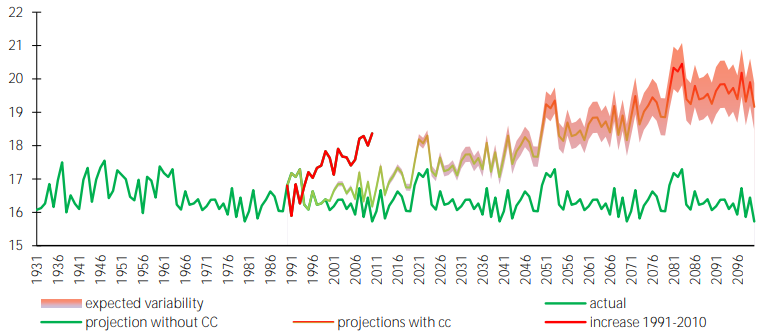 22
21
20
19
18
17
16
15
1931 1936 1941 1946 1951 1956 1961 1966 1971 1976 1981 1986 1991 1996 2001 2006 2011 2016 2021 2026 2031 2036 2041 2046 2051 2056 2061 2066 2071 2076 2081 2086 2091 2096
expected variability actual
projection without CC projections with cc increase 1991-2010